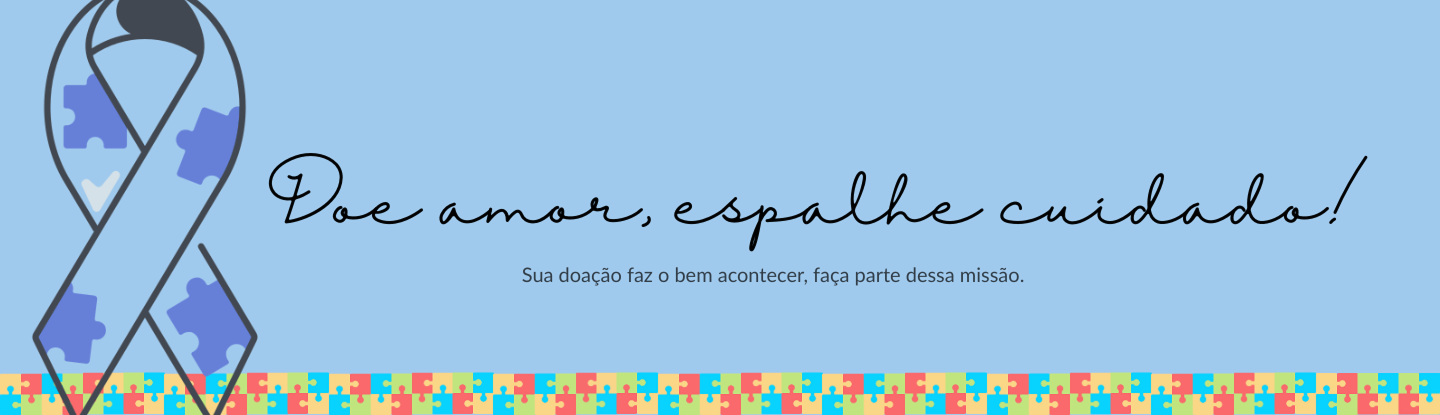 Doe amor, espalhe cuidado!
Sua doação faz o bem acontecer, faça parte dessa missão.